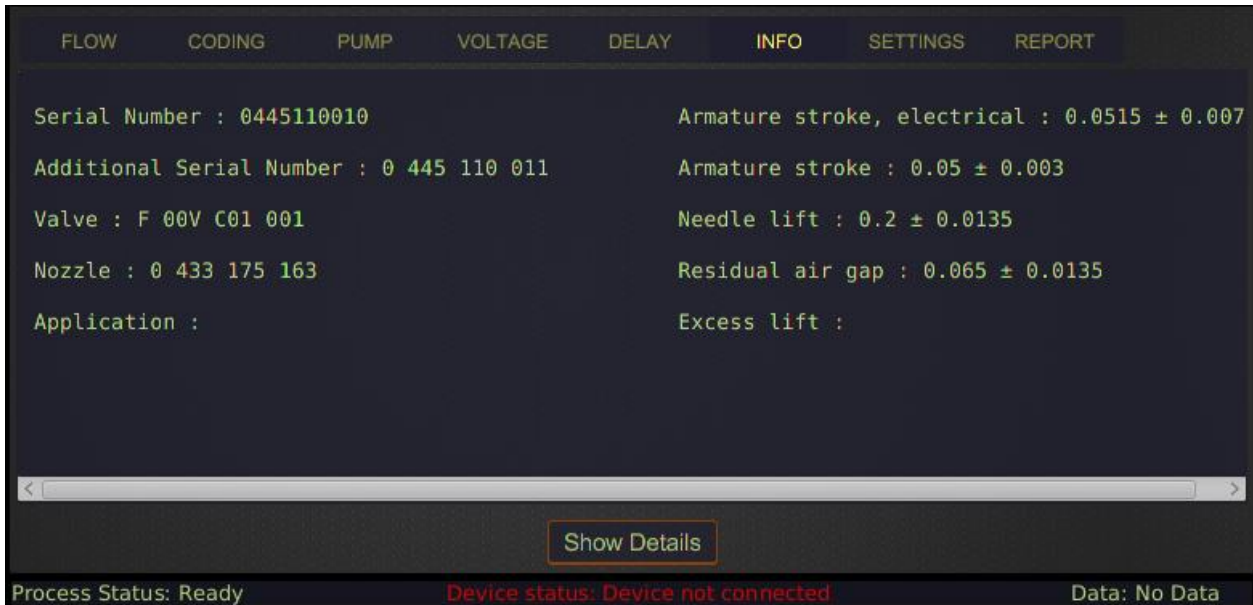 FLOW CODING PUMP VOLTAGE DELAY INFO SETTINGS REPORT
Serial Number : 0445110010
Additional Serial Number : 0 445 110 011
Valve : F 00V C01 001
Nozzle : 0 433 175 163
Application :
Armature stroke, electrical : 0.0515 ± 0.007
Armature stroke : 0.05 ± 0.003
Needle lift : 0.2 ± 0.0135
Residual air gap : 0.065 ± 0.0135
Excess lift :
Show Details
Process Status: Ready
Device status: Device not connected
Data: No Data